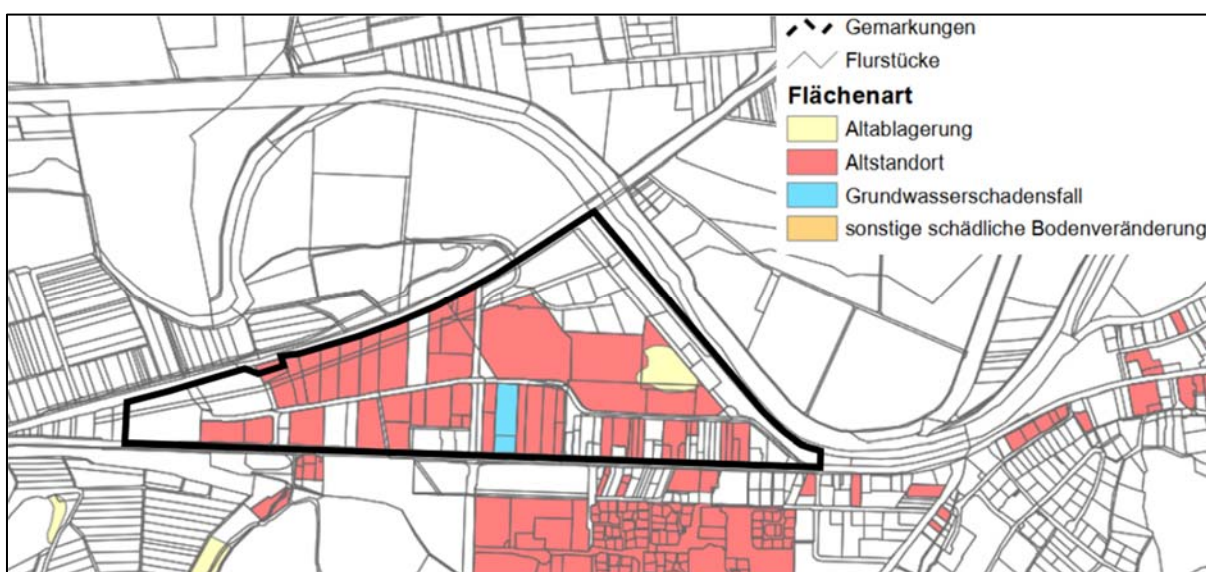 Gemarkungen
Flurstücke
Flächenart
Altablagerung
Altstandort
Grundwasserschadensfall
sonstige schädliche Bodenveränderung